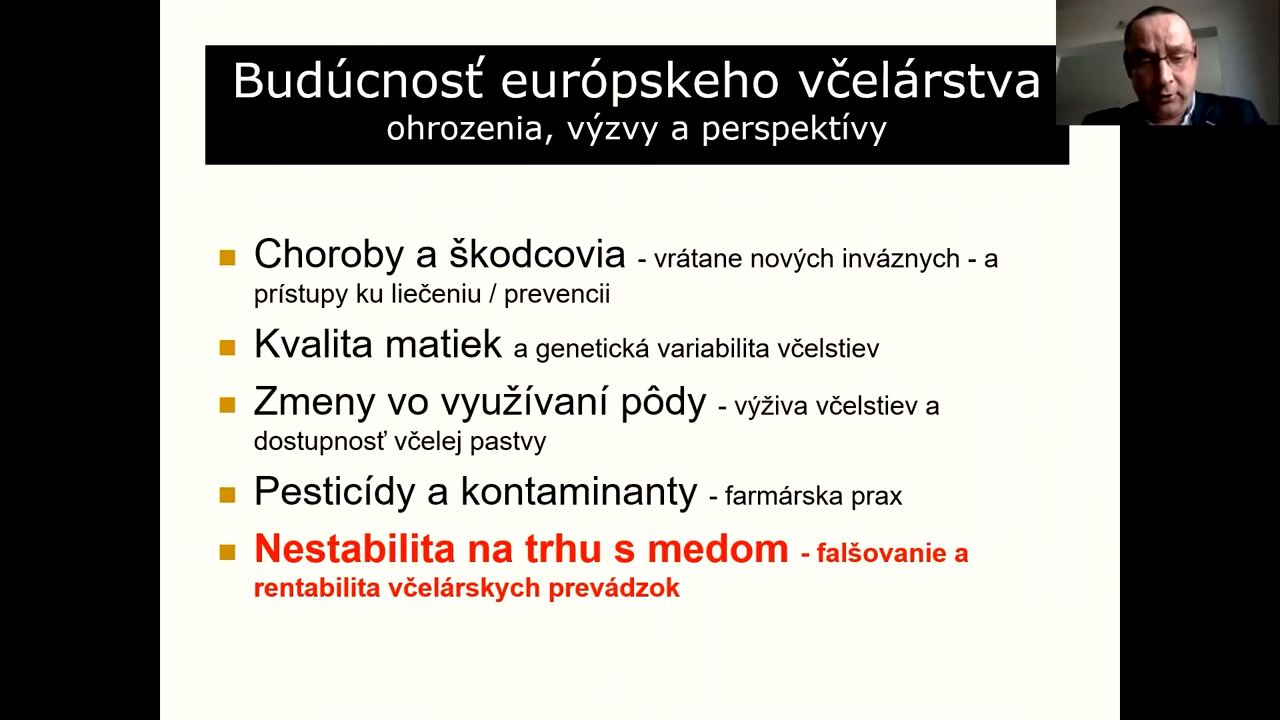 Budúcnosť európskeho včelárstva
ohrozenia, výzvy a perspektívy
Choroby a škodcovia - vrátane nových inváznych - a
prístupy ku liečeniu / prevencii
Kvalita matiek a genetická variabilita včelstiev
Zmeny vo využívaní pôdy - výživa včelstiev a
dostupnosť včelej pastvy
Pesticídy a kontaminanty - farmárska prax
Nestabilita na trhu s medom - falšovanie a
rentabilita včelárskych prevádzok